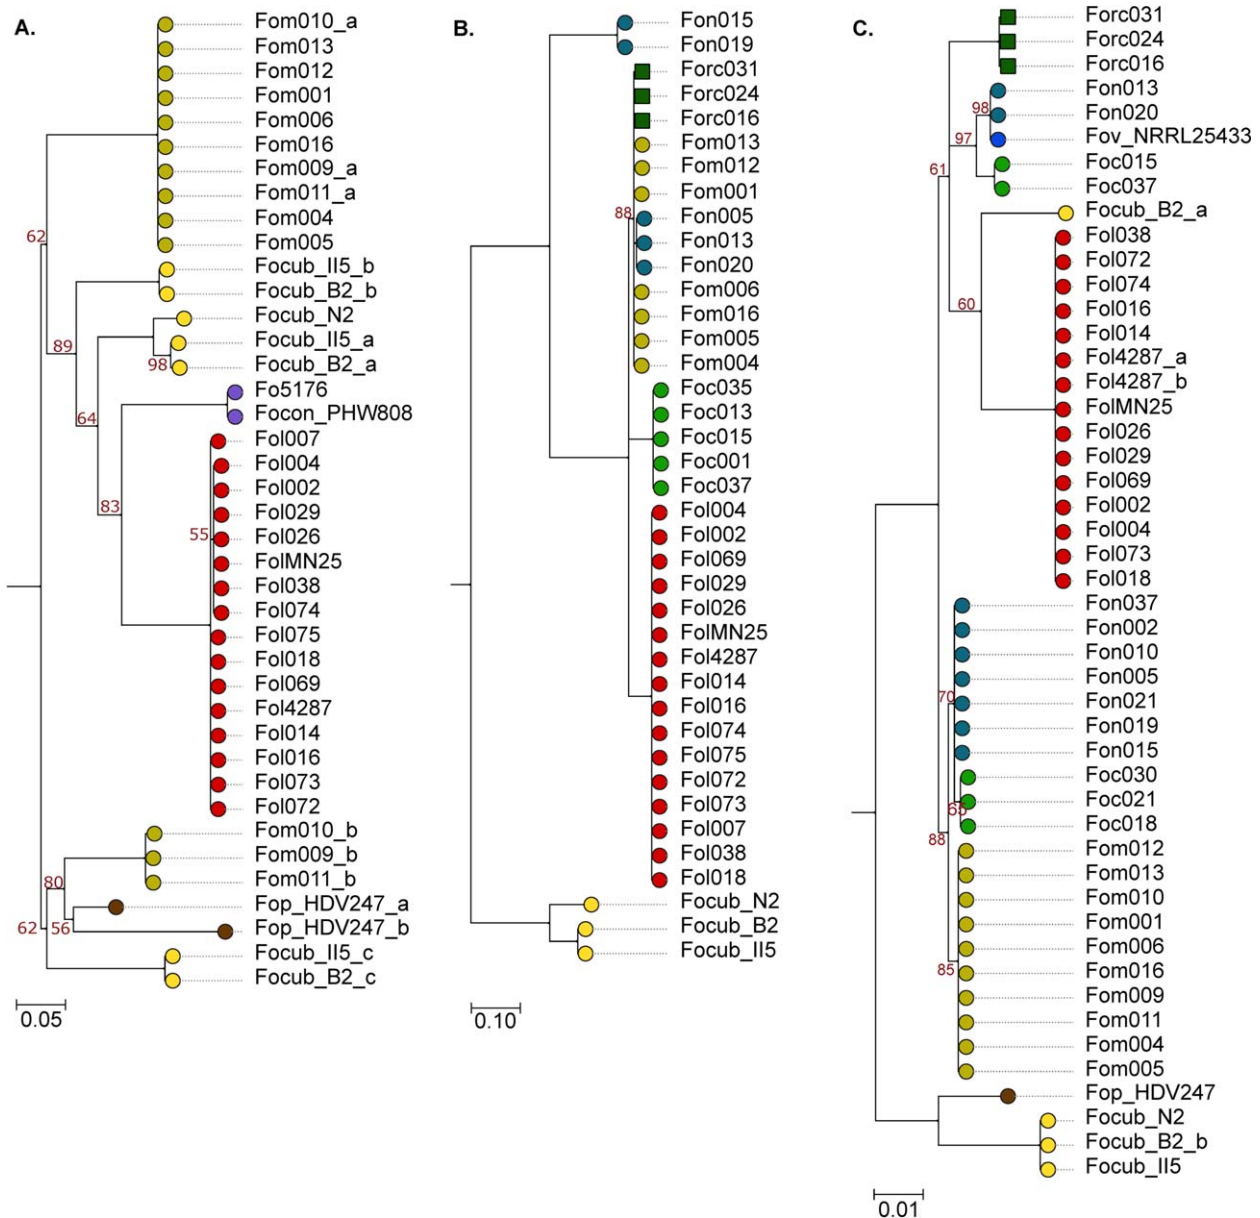 A.
Fom010_a
Fom013
Fom012
Fom001
Fom006
Fom016
Fom009_a
Fom011_a
Fom004
Fom005
62
Focub_II5_b
Focub_B2_b
Focub_N2
Focub_II5_a
89
98
Focub_B2_a
Fo5176
64
Focon_PHW808
Fol007
Fol004
Fol002
83
Fol029
55
Fol026
FolMN25
Fol038
Fol074
Fol075
Fol018
Fol069
Fol4287
Fol014
Fol016
Fol073
Fol072
Fom010_b
Fom009_b
80
Fom011_b
Fop_HDV247_a
62
56
Fop_HDV247_b
Focub_II5_c
Focub_B2_c
0.05
B.
Fon015
Fon019
Forc031
Forc024
Forc016
Fom013
Fom012
Fom001
88
Fon005
Fon013
Fon020
Fom006
Fom016
Fom005
Fom004
Foc035
Foc013
Foc015
Foc001
Foc037
Fol004
Fol002
Fol069
Fol029
Fol026
FolMN25
Fol4287
Fol014
Fol016
Fol074
Fol075
Fol072
Fol073
Fol007
Fol038
Fol018
Focub_N2
Focub_B2
Focub_II5
0.10
C.
Forc031
Forc024
Forc016
Fon013
98
Fon020
97
Fov_NRRL25433
61
Foc015
Foc037
Focub_B2_a
Fol038
Fol072
Fol074
60
Fol016
Fol014
Fol4287_a
Fol4287_b
FolMN25
Fol026
Fol029
Fol069
Fol002
Fol004
Fol073
Fol018
Fon037
Fon002
Fon010
Fon005
70
Fon021
Fon019
Fon015
Foc030
Foc021
Foc018
88
Fom012
Fom013
Fom010
Fom001
Fom006
85
Fom016
Fom009
Fom011
Fom004
Fom005
Fop_HDV247
Focub_N2
Focub_B2_b
Focub_II5
0.01